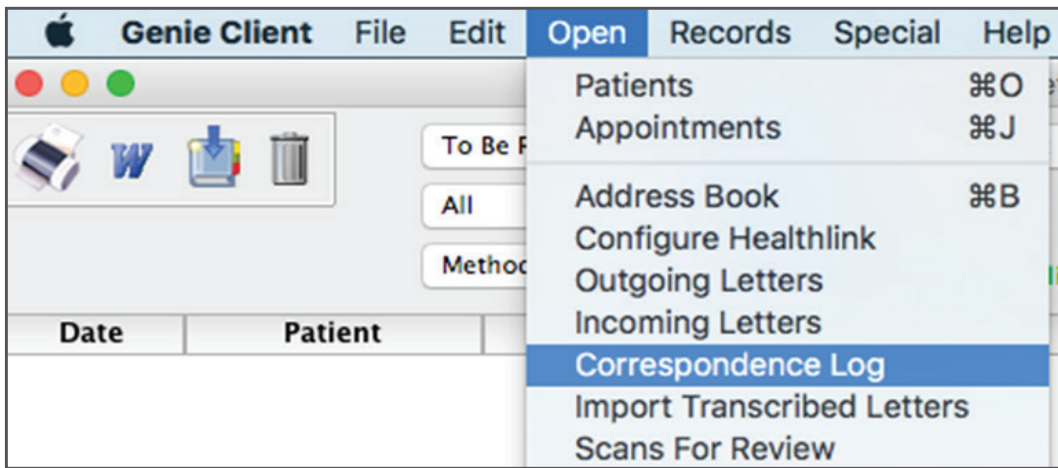 Genie Client File Edit Open Records Special Help
Patients ⌘O
Appointments ⌘J
To Be
All
Address Book ⌘B
Configure Healthlink
Outgoing Letters
Incoming Letters
Correspondence Log
Import Transcribed Letters
Scans For Review
Date Patient
W